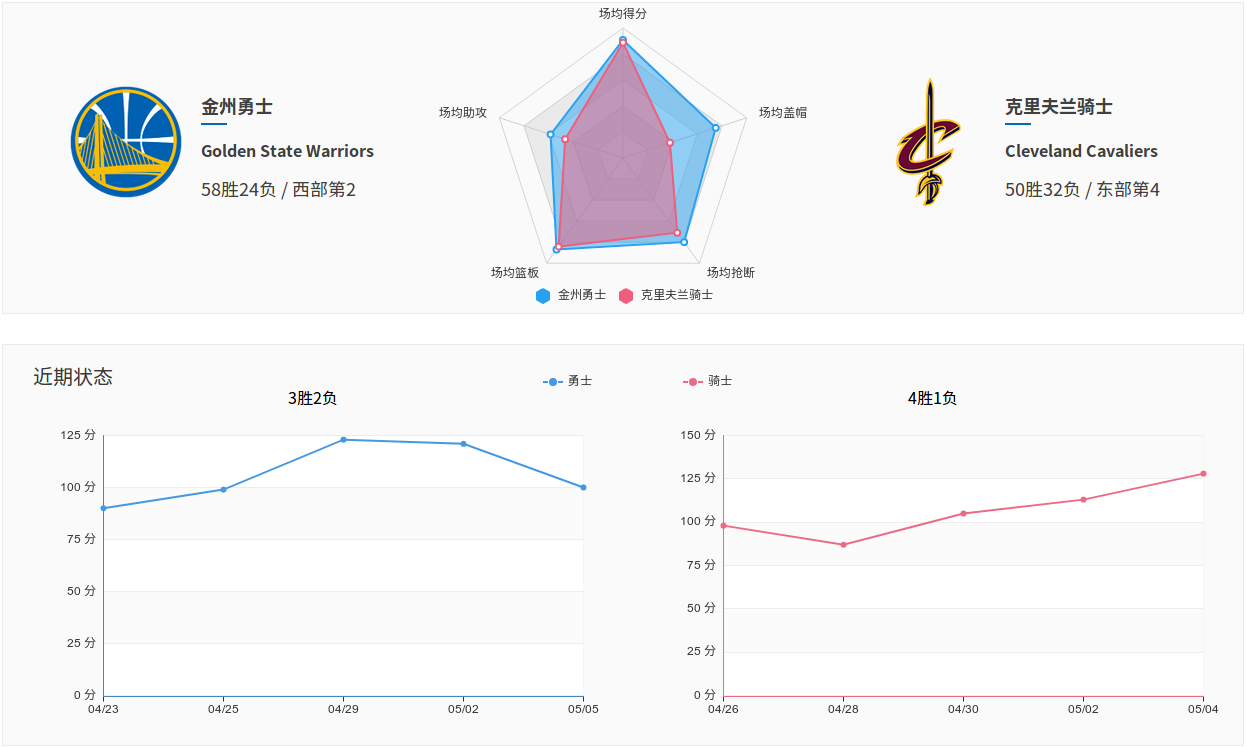 场均得分
场均助攻
场均盖帽
金州勇士
Golden State Warriors
58胜24负 / 西部第2
克里夫兰骑士
Cleveland Cavaliers
50胜32负 / 东部第4
场均篮板
场均抢断
金州勇士
克里夫兰骑士
近期状态
勇士
骑士
3胜2负
4胜1负
125 分
100 分
75 分
50 分
25 分
0 分
04/23
04/25
04/29
05/02
05/05
150 分
125 分
100 分
75 分
50 分
25 分
0 分
04/26
04/28
04/30
05/02
05/04